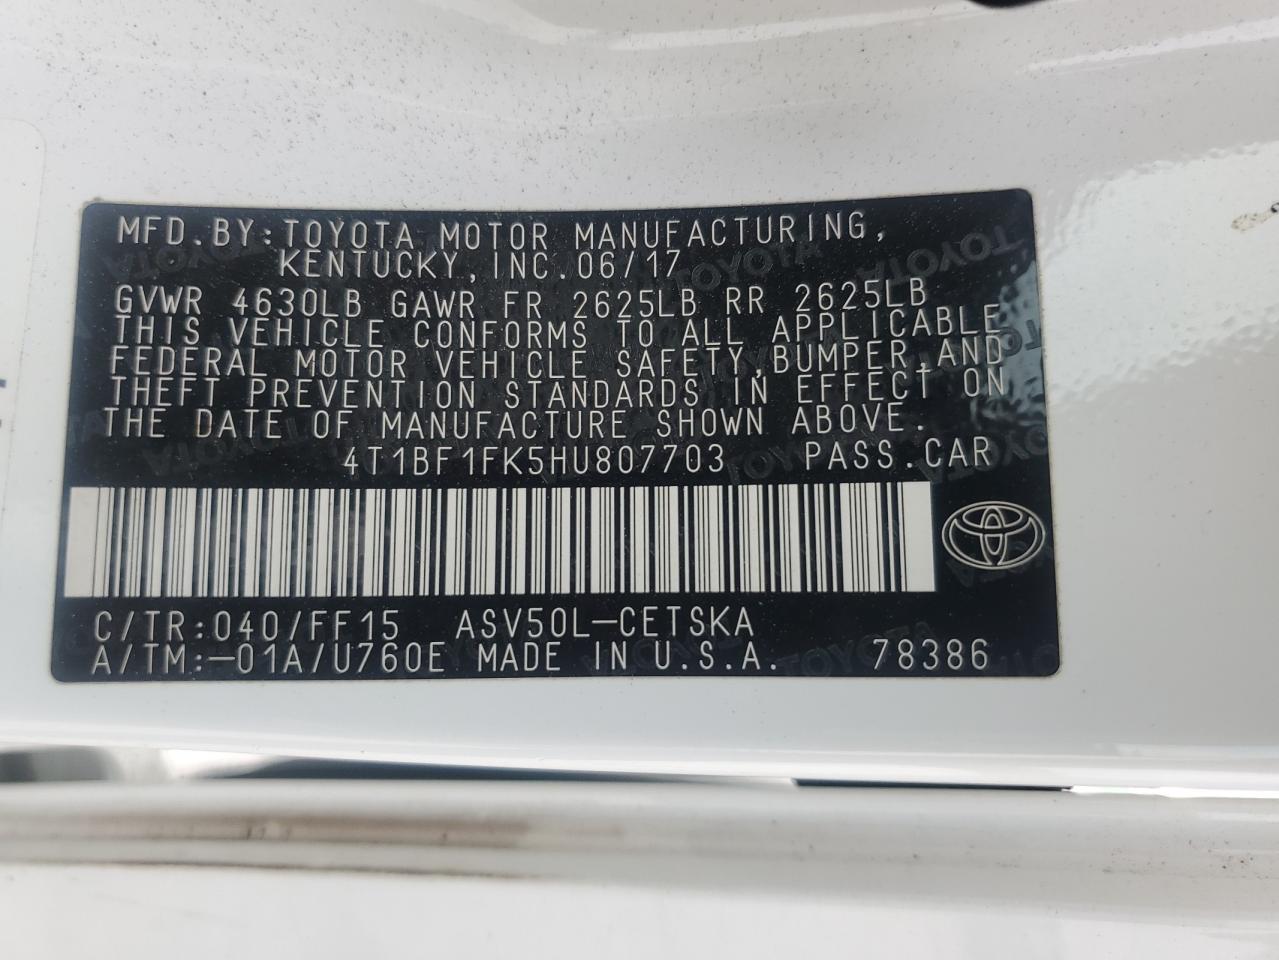 MFD.BY:TOYOTA MOTOR MANUFACTURING,
KENTUCKY,INC.06/17
GVWR 4630LB GAWR FR 2625LB RR 2625LB
THIS VEHICLE CONFORMS TO ALL APPLICABLE
FEDERAL MOTOR VEHICLE SAFETY,BUMPER,AND
THEFT PREVENTION STANDARDS IN EFFECT ON
THE DATE OF MANUFACTURE SHOWN ABOVE.
4T1BF1FK5HU807703 PASS.CAR
C/TR:040/FF15 ASV50L-CETSKA
A/TM:-01A/U760E MADE IN U.S.A. 78386